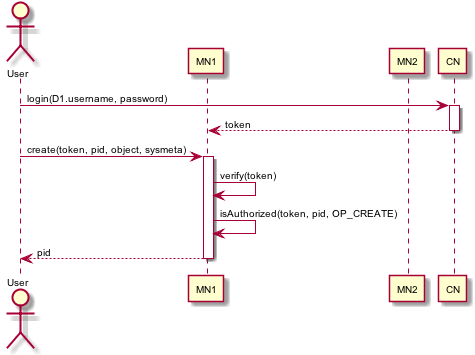 User
MN1
MN2
CN
login(D1.username, password)
token
create(token, pid, object, sysmeta)
verify(token)
isAuthorized(token, pid, OP_CREATE)
pid
User
MN1
MN2
CN